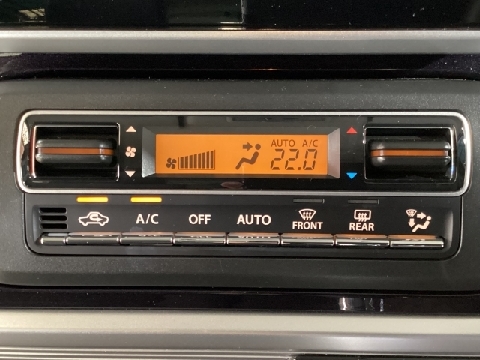 AUTO A/C
22.0
A/C OFF AUTO FRONT REAR